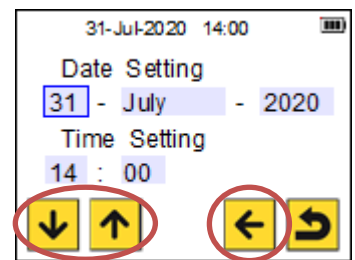 31-Jul-2020 14:00
Date Setting
31 - July - 2020
Time Setting
14 : 00